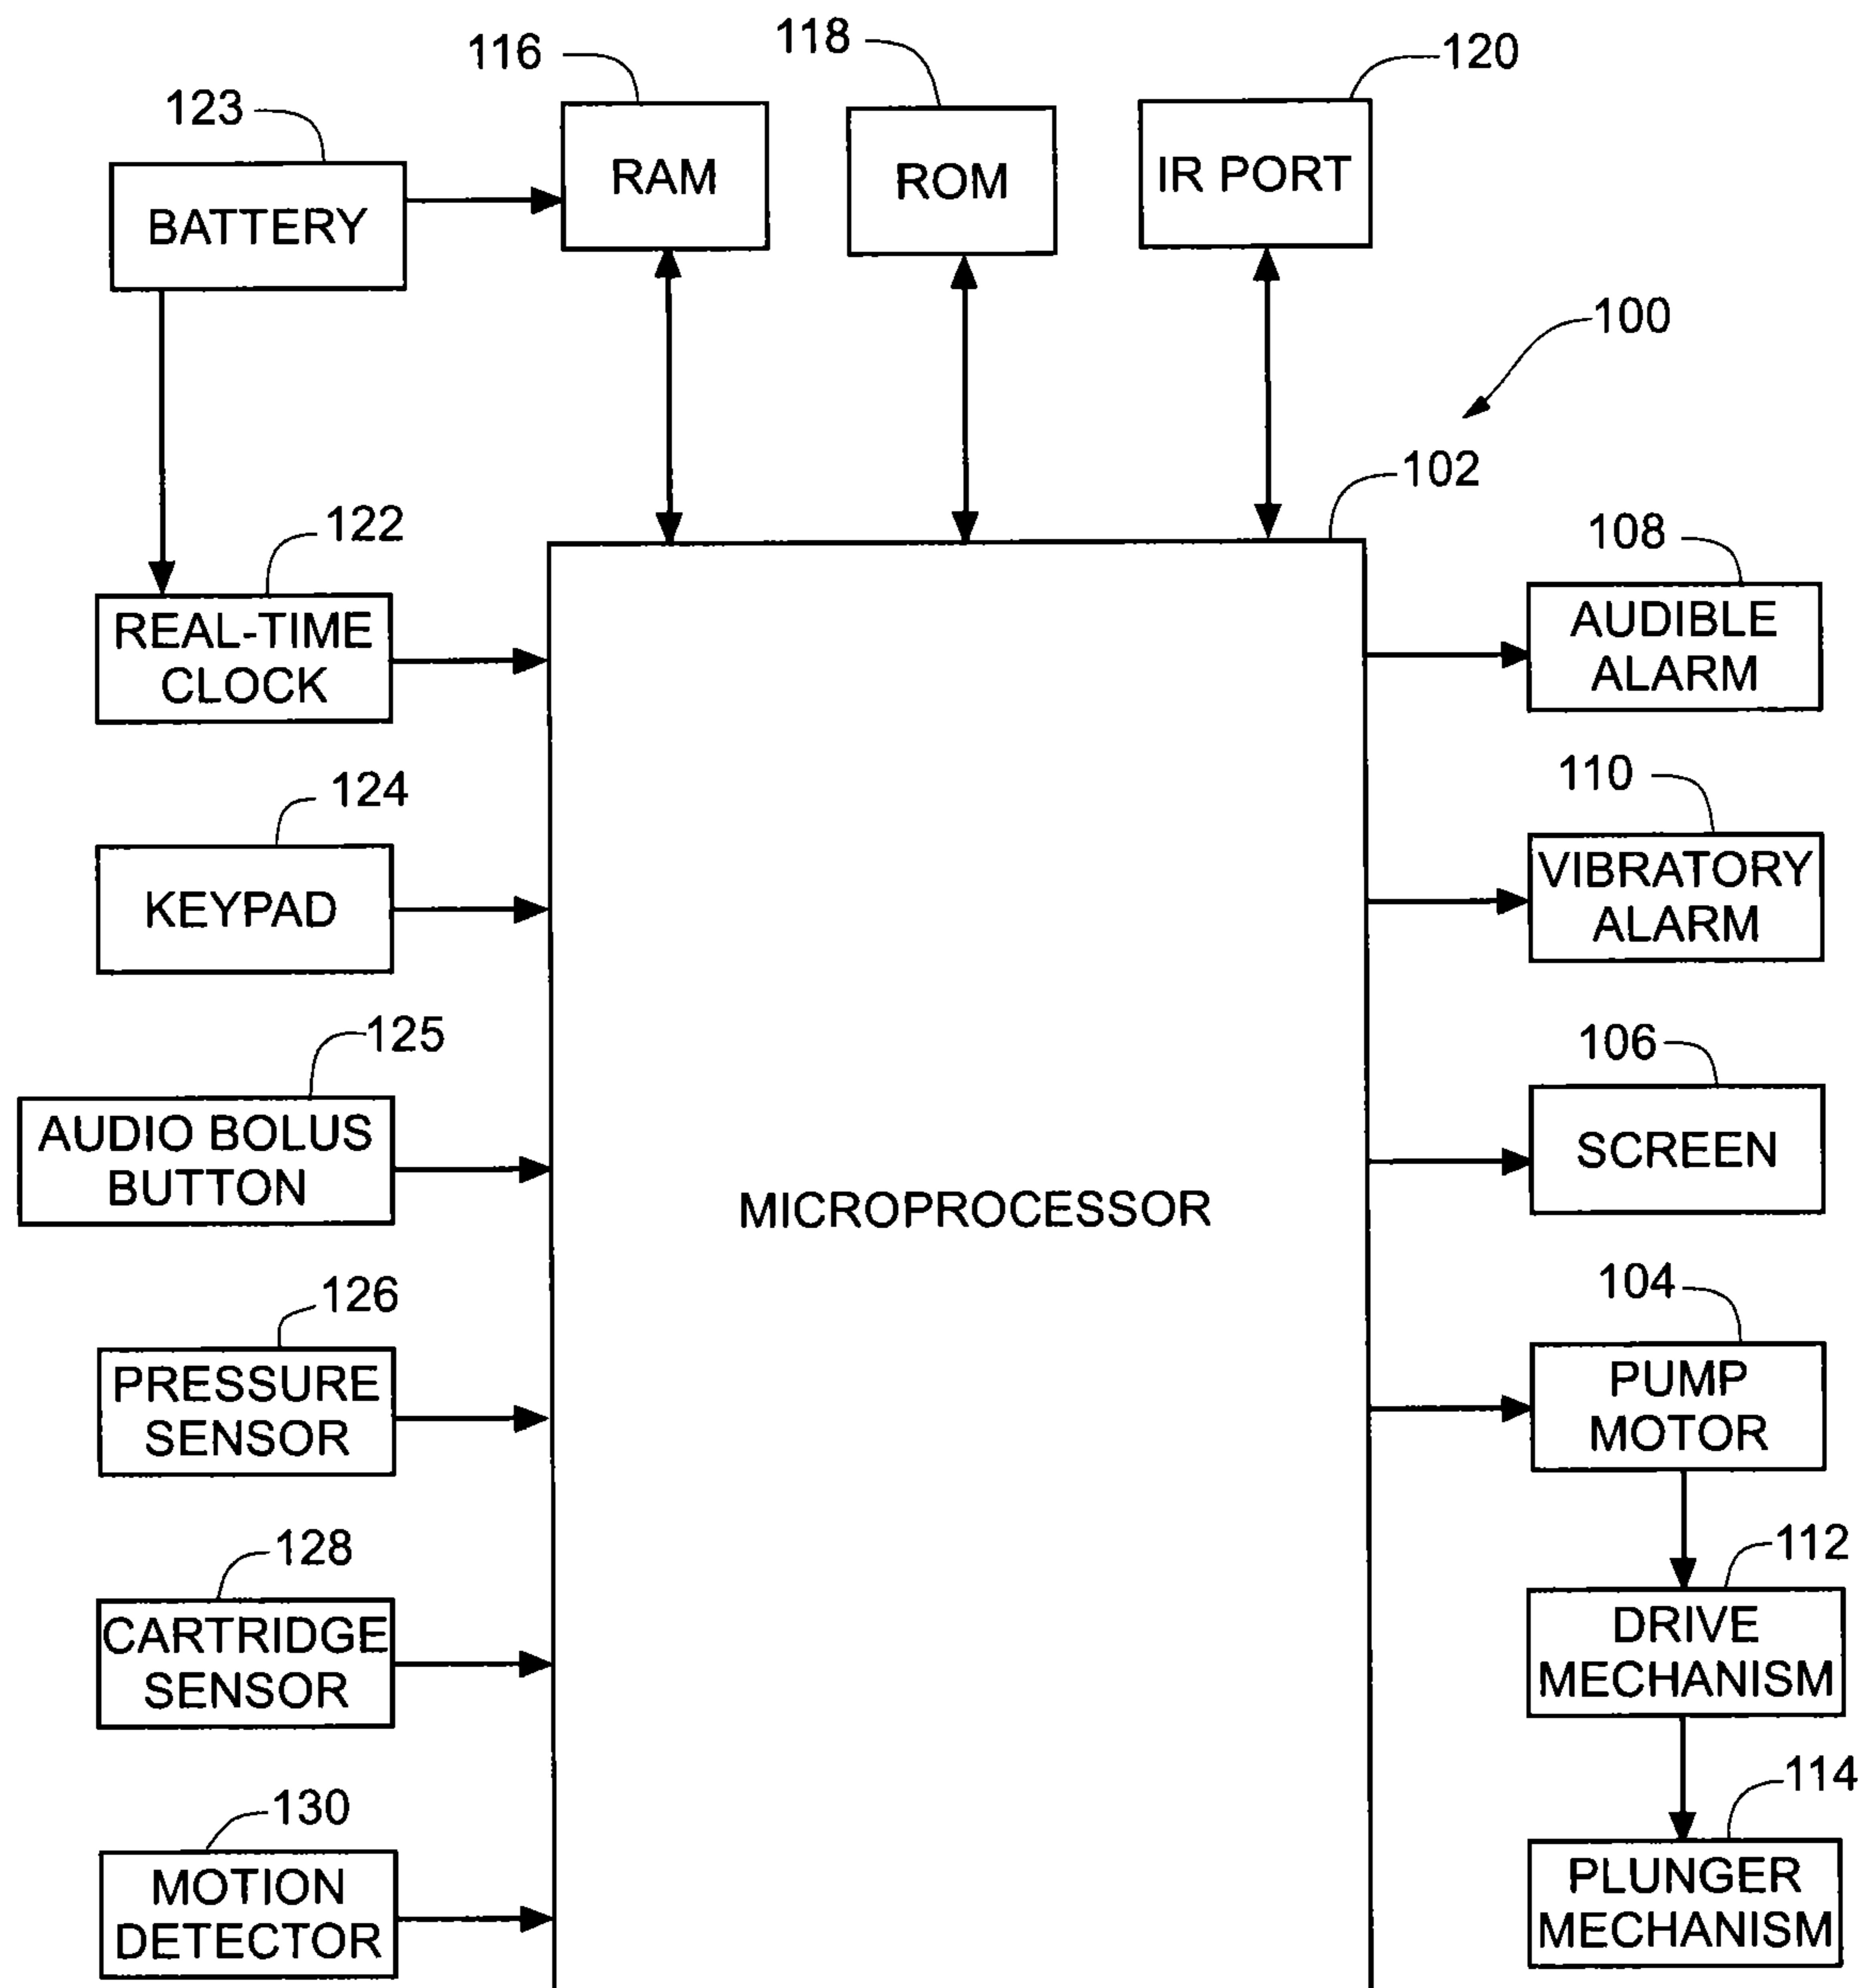 116
118
120
123
RAM
ROM
IR PORT
BATTERY
100
102
122
108
REAL-TIME
CLOCK
AUDIBLE
ALARM
124
110
KEYPAD
VIBRATORY
ALARM
125
106
AUDIO BOLUS
BUTTON
SCREEN
MICROPROCESSOR
126
104
PRESSURE
SENSOR
PUMP
MOTOR
128
112
CARTRIDGE
SENSOR
DRIVE
MECHANISM
130
114
MOTION
DETECTOR
PLUNGER
MECHANISM